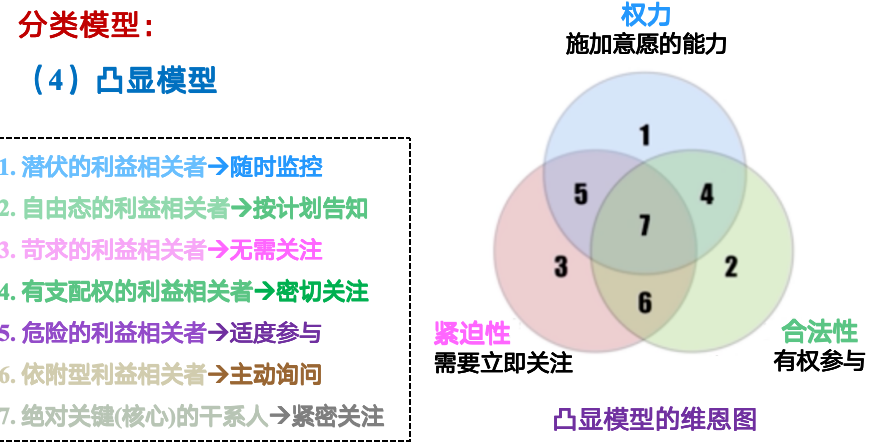 分类模型：
（4）凸显模型
1. 潜伏的利益相关者→随时监控
2. 自由态的利益相关者→按计划告知
3. 苛求的利益相关者→无需关注
4. 有支配权的利益相关者→密切关注
5. 危险的利益相关者→适度参与
6. 依附型利益相关者→主动询问
7. 绝对关键(核心)的干系人→紧密关注
权力
施加意愿的能力
1
5
4
7
3
2
6
紧迫性
需要立即关注
合法性
有权参与
凸显模型的维恩图